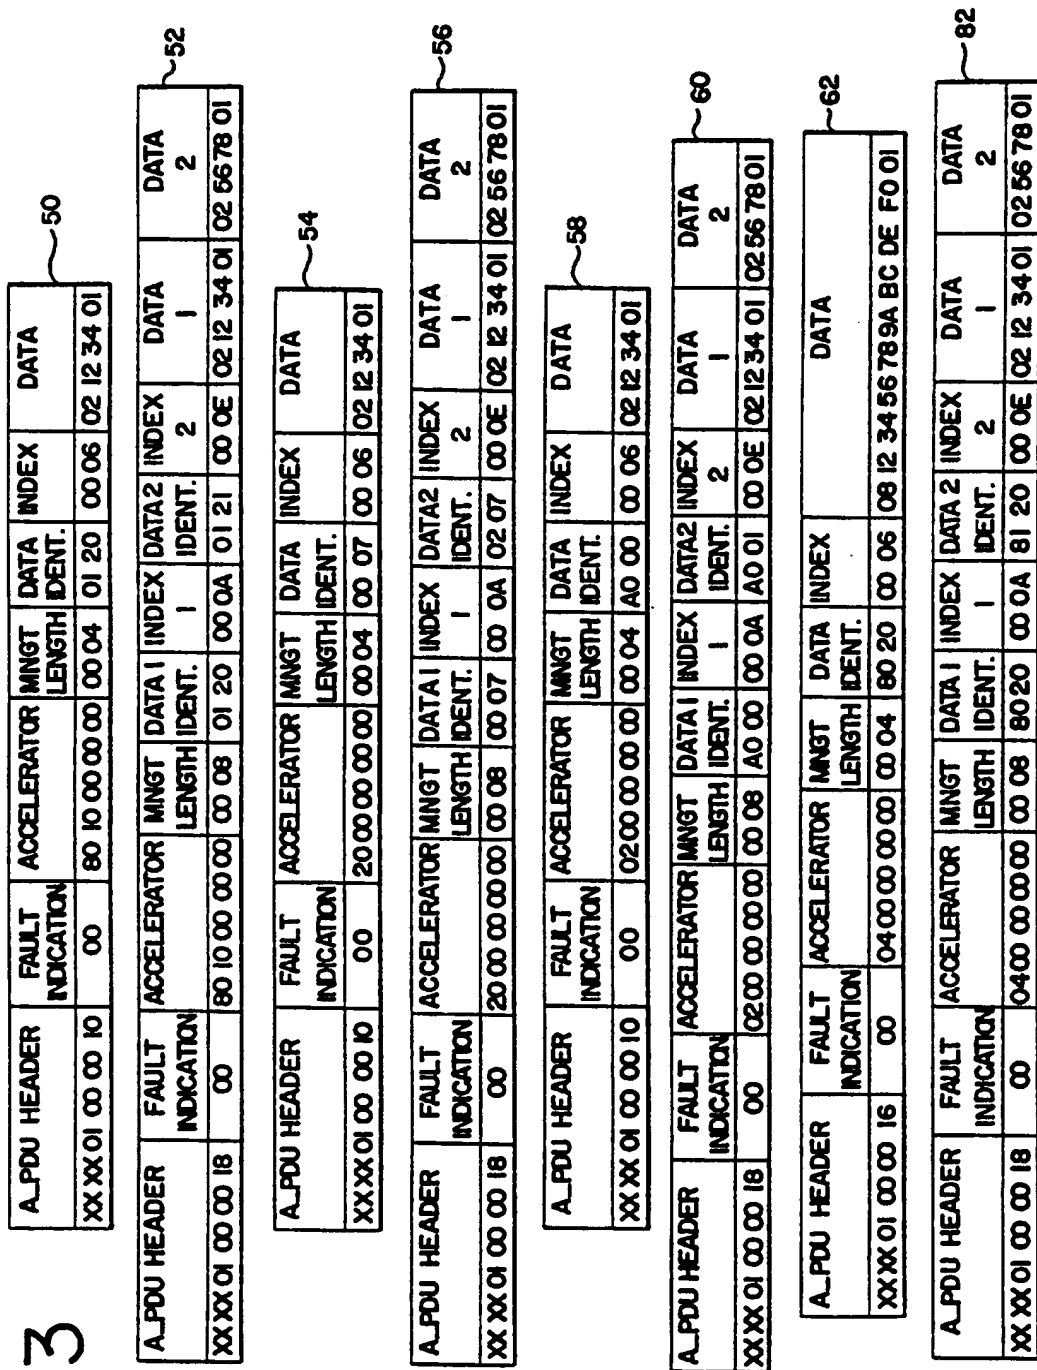 3
50
A_PDU HEADER FAULT INDICATION ACCELERATOR MNGT LENGTH DATA IDENT. INDEX DATA
XX XX 01 00 00 10 00 80 10 00 00 00 00 04 01 20 00 06 02 12 34 01
52
A_PDU HEADER FAULT INDICATION ACCELERATOR MNGT LENGTH DATA 1 IDENT. INDEX 1 DATA2 IDENT. INDEX 2 DATA 1 DATA 2
XX XX 01 00 00 18 00 80 10 00 00 00 00 08 01 20 00 0A 01 21 00 0E 02 12 34 01 02 56 78 01
54
A_PDU HEADER FAULT INDICATION ACCELERATOR MNGT LENGTH DATA IDENT. INDEX DATA
XX XX 01 00 00 10 00 20 00 00 00 00 00 04 00 07 00 06 02 12 34 01
56
A_PDU HEADER FAULT INDICATION ACCELERATOR MNGT LENGTH DATA 1 IDENT. INDEX 1 DATA2 IDENT. INDEX 2 DATA 1 DATA 2
XX XX 01 00 00 18 00 20 00 00 00 00 00 08 00 07 00 0A 02 07 00 0E 02 12 34 01 02 56 78 01
58
A_PDU HEADER FAULT INDICATION ACCELERATOR MNGT LENGTH DATA IDENT. INDEX DATA
XX XX 01 00 00 10 00 02 00 00 00 00 00 04 A0 00 00 06 02 12 34 01
60
A_PDU HEADER FAULT INDICATION ACCELERATOR MNGT LENGTH DATA 1 IDENT. INDEX 1 DATA2 IDENT. INDEX 2 DATA 1 DATA 2
XX XX 01 00 00 18 00 02 00 00 00 00 00 08 A0 00 00 0A A0 01 00 0E 02 12 34 01 02 56 78 01
62
A_PDU HEADER FAULT INDICATION ACCELERATOR MNGT LENGTH DATA IDENT. INDEX DATA
XX XX 01 00 00 16 00 04 00 00 00 00 00 04 80 20 00 06 08 12 34 56 78 9A BC DE F0 01
82
A_PDU HEADER FAULT INDICATION ACCELERATOR MNGT LENGTH DATA 1 IDENT. INDEX 1 DATA 2 IDENT. INDEX 2 DATA 1 DATA 2
XX XX 01 00 00 18 00 04 00 00 00 00 00 08 80 20 00 0A 81 20 00 0E 02 12 34 01 02 56 78 01